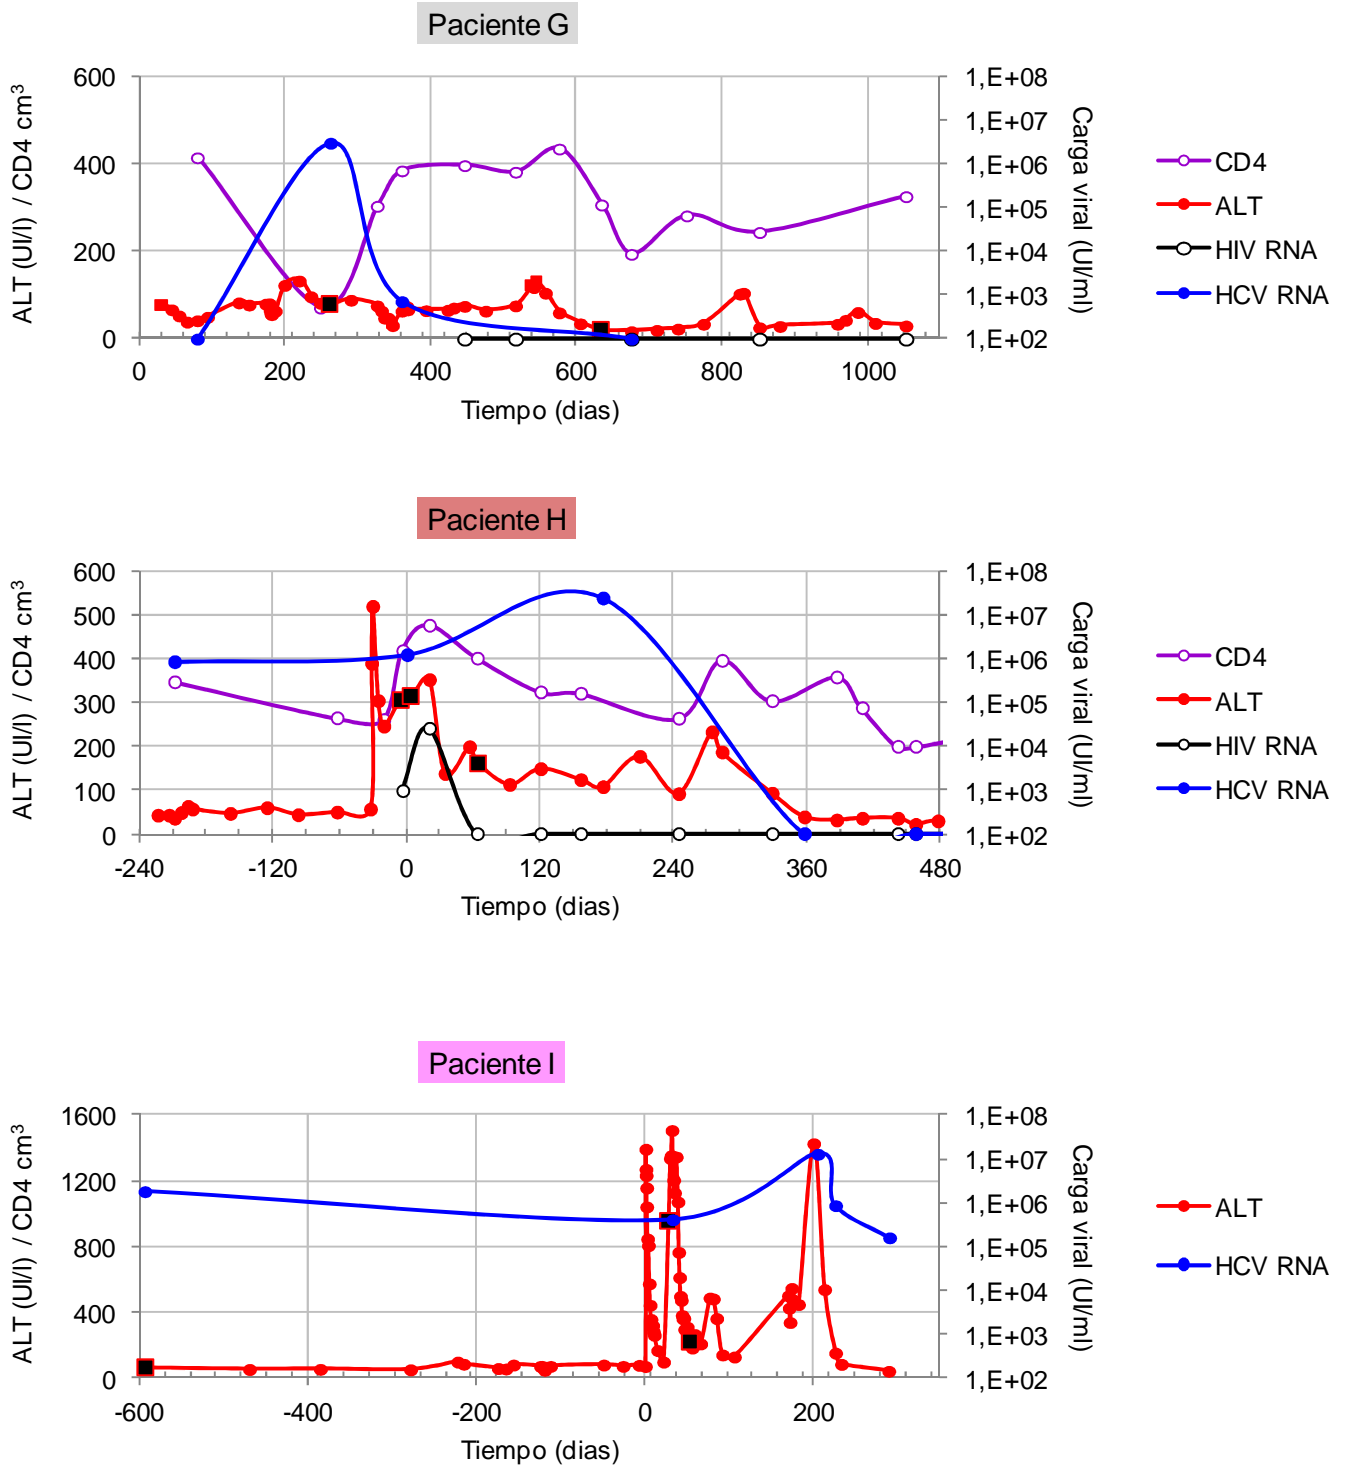 Paciente G
ALT (UI/l) / CD4 cm³
600
400
200
0
1,E+08
1,E+07
1,E+06
1,E+05
1,E+04
1,E+03
1,E+02
Carga viral (UI/ml)
0 200 400 600 800 1000
Tiempo (dias)
CD4
ALT
HIV RNA
HCV RNA
Paciente H
ALT (UI/l) / CD4 cm³
600
500
400
300
200
100
0
1,E+08
1,E+07
1,E+06
1,E+05
1,E+04
1,E+03
1,E+02
Carga viral (UI/ml)
-240 -120 0 120 240 360 480
Tiempo (dias)
CD4
ALT
HIV RNA
HCV RNA
Paciente I
ALT (UI/l) / CD4 cm³
1600
1200
800
400
0
1,E+08
1,E+07
1,E+06
1,E+05
1,E+04
1,E+03
1,E+02
Carga viral (UI/ml)
-600 -400 -200 0 200
Tiempo (dias)
ALT
HCV RNA